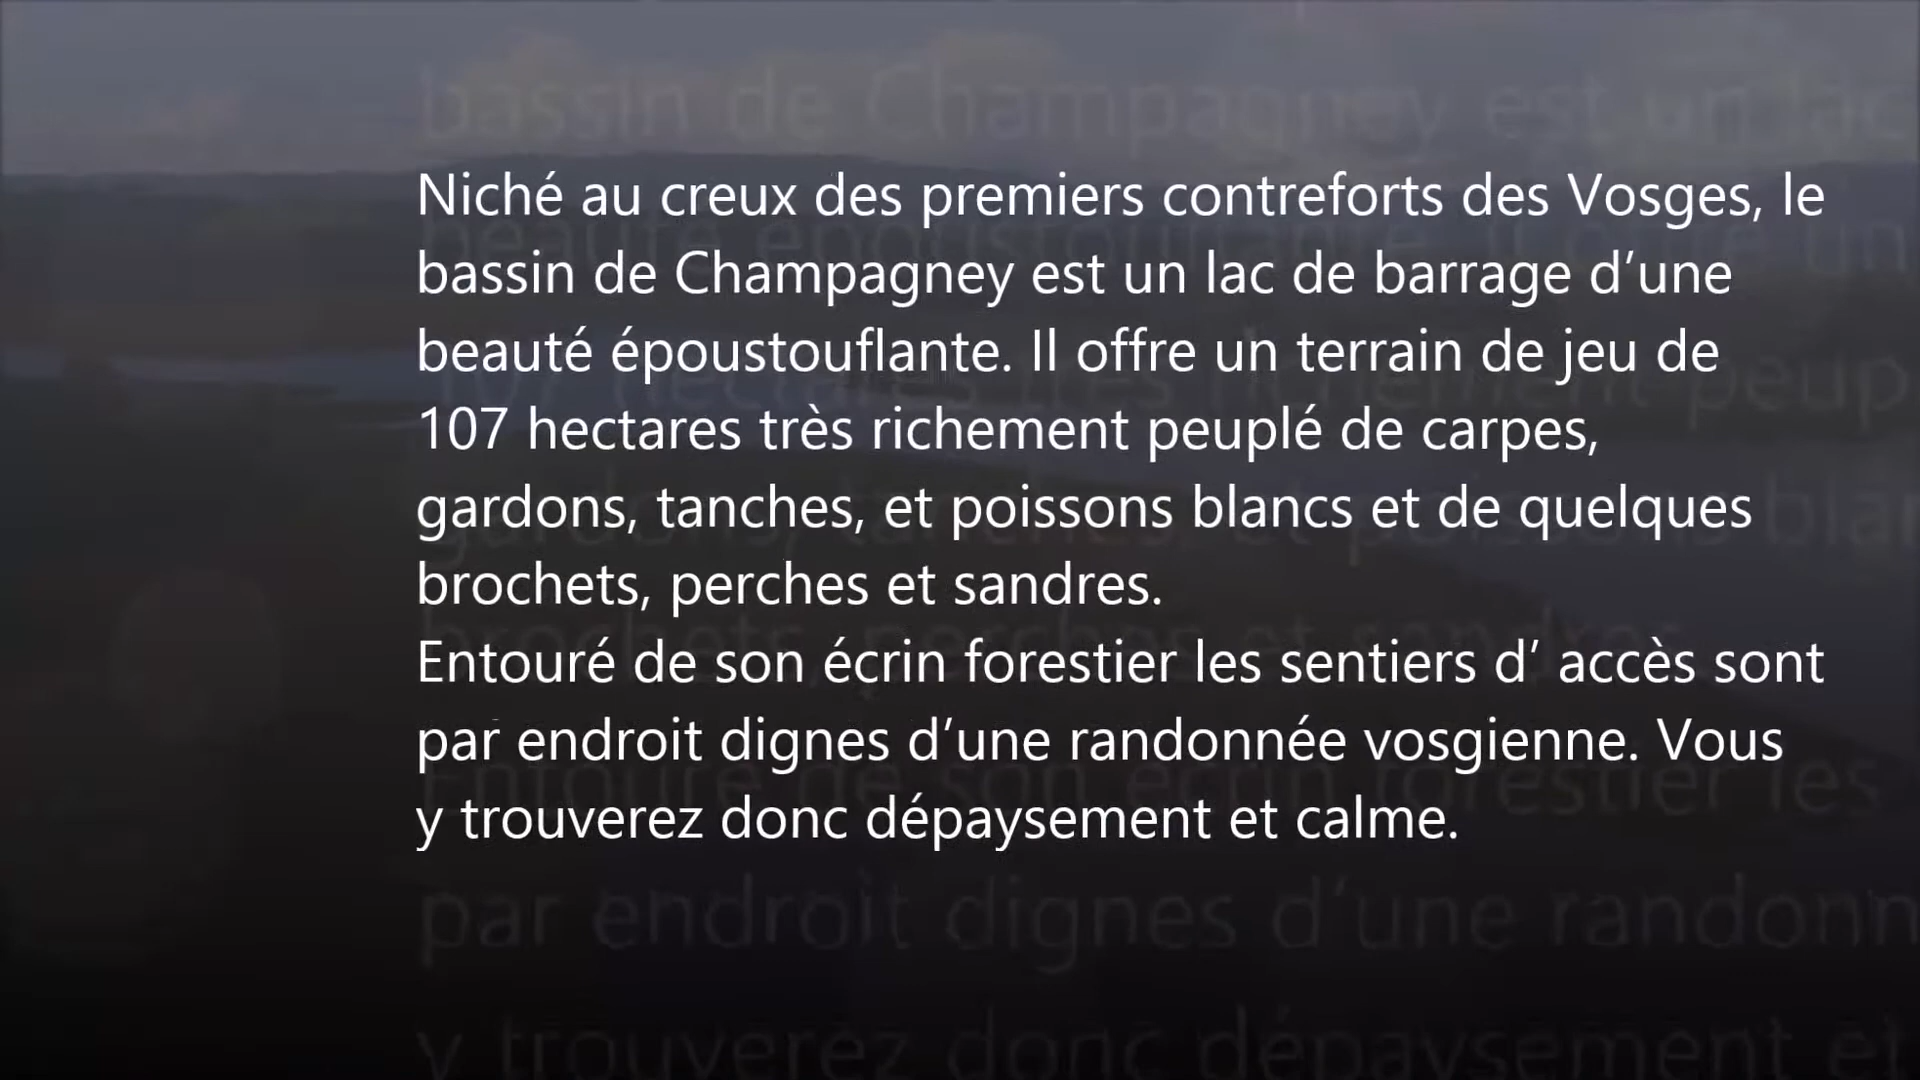 Niché au creux des premiers contreforts des Vosges, le
bassin de Champagney est un lac de barrage d’une
beauté époustouflante. Il offre un terrain de jeu de
107 hectares très richement peuplé de carpes,
gardons, tanches, et poissons blancs et de quelques
brochets, perches et sandres.
Entouré de son écrin forestier les sentiers d’ accès sont
par endroit dignes d’une randonnée vosgienne. Vous
y trouverez donc dépaysement et calme.